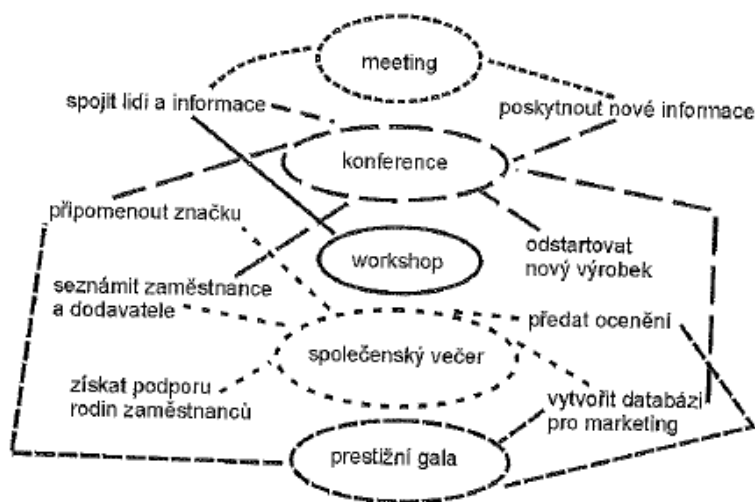 meeting
spojit lidi a informace
poskytnout nové informace
konference
připomenout značku
odstartovat
nový výrobek
workshop
seznámit zaměstnance
a dodavatele
předat ocenění
společenský večer
získat podporu
rodin zaměstnanců
vytvořit databázi
pro marketing
prestižní gala